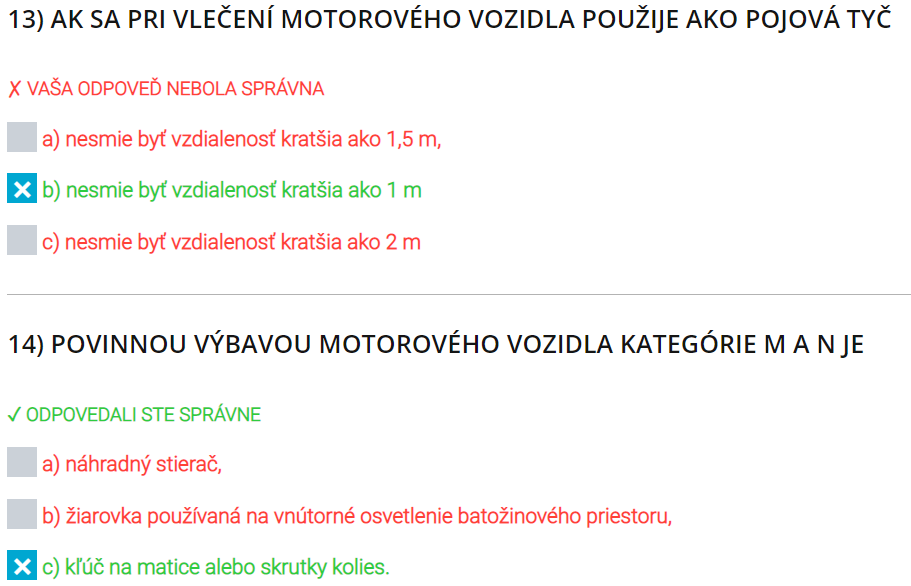 13) AK SA PRI VLEČENÍ MOTOROVÉHO VOZIDLA POUŽIJE AKO POJOVÁ TYČ
✗ VAŠA ODPOVEĎ NEBOLA SPRÁVNA
a) nesmie byť vzdialenosť kratšia ako 1,5 m,
b) nesmie byť vzdialenosť kratšia ako 1 m
c) nesmie byť vzdialenosť kratšia ako 2 m
14) POVINNOU VÝBAVOU MOTOROVÉHO VOZIDLA KATEGÓRIE M A N JE
✓ ODPOVEDALI STE SPRÁVNE
a) náhradný stierač,
b) žiarovka používaná na vnútorné osvetlenie batožinového priestoru,
c) kľúč na matice alebo skrutky kolies.